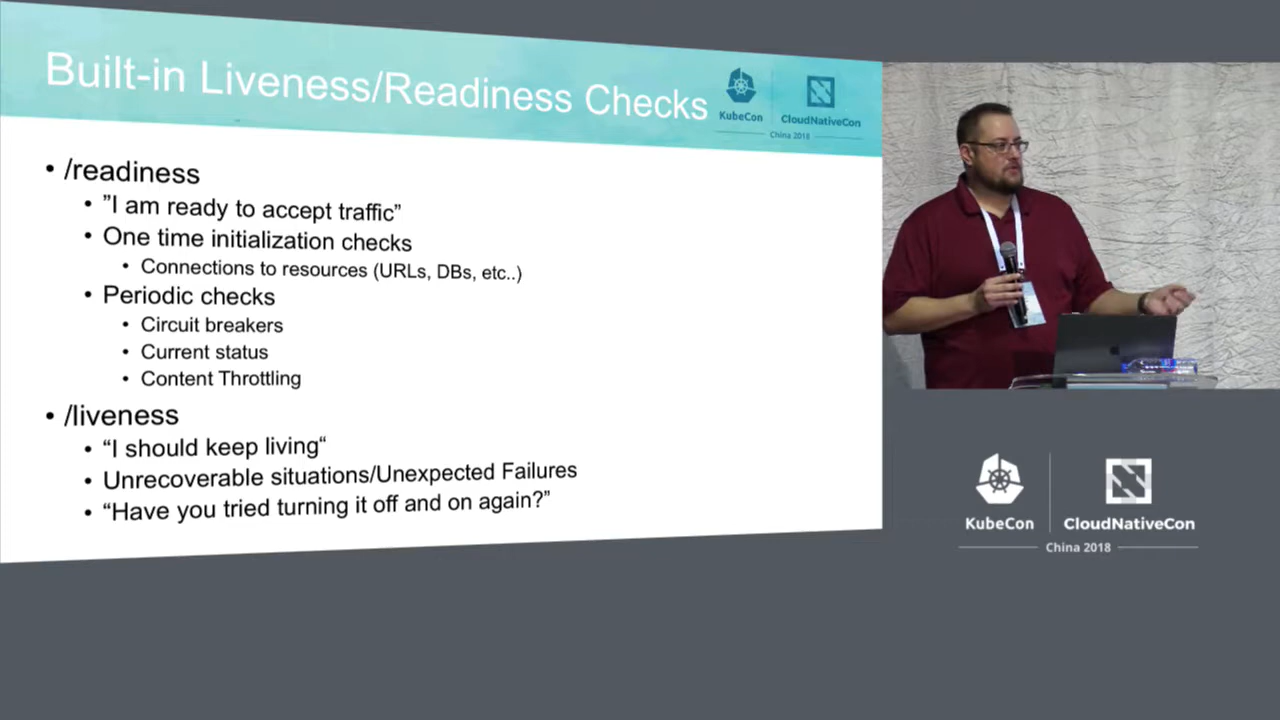 Built-in Liveness/Readiness Checks
KubeCon
CloudNativeCon
China 2018
• /readiness
• ”I am ready to accept traffic”
• One time initialization checks
• Connections to resources (URLs, DBs, etc..)
• Periodic checks
• Circuit breakers
• Current status
• Content Throttling
• /liveness
• “I should keep living“
• Unrecoverable situations/Unexpected Failures
• “Have you tried turning it off and on again?”
KubeCon
CloudNativeCon
China 2018